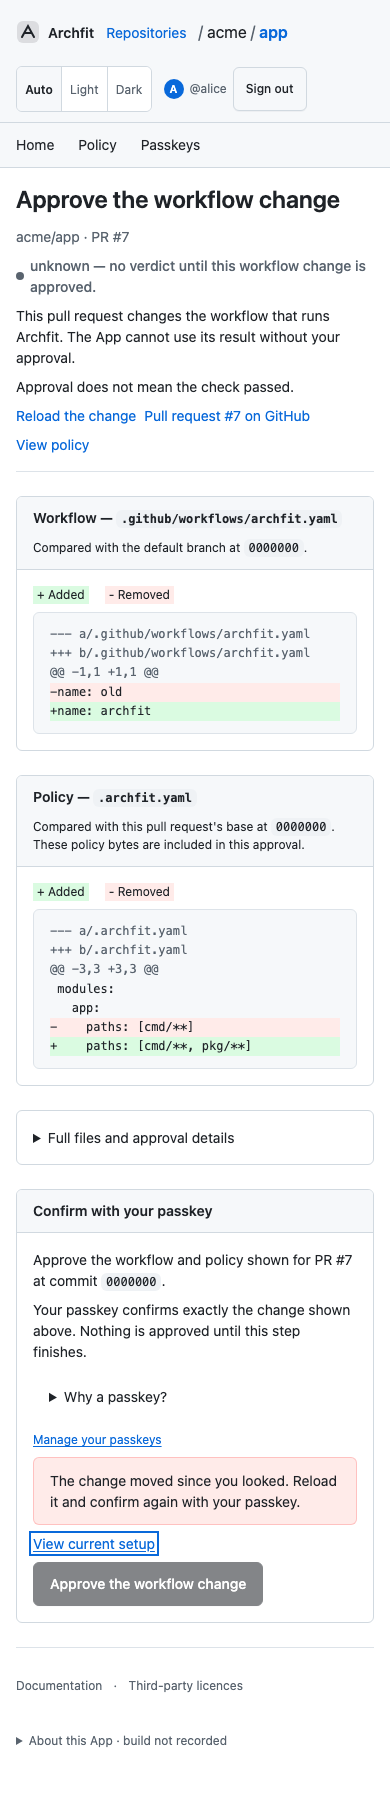 Archfit Repositories / acme / app
Auto Light Dark A @alice Sign out
Home Policy Passkeys
Approve the workflow change
acme/app · PR #7
unknown — no verdict until this workflow change is
approved.
This pull request changes the workflow that runs
Archfit. The App cannot use its result without your
approval.
Approval does not mean the check passed.
Reload the change Pull request #7 on GitHub
View policy
Workflow — .github/workflows/archfit.yaml
Compared with the default branch at 0000000 .
+ Added - Removed
--- a/.github/workflows/archfit.yaml
+++ b/.github/workflows/archfit.yaml
@@ -1,1 +1,1 @@
-name: old
+name: archfit
Policy — .archfit.yaml
Compared with this pull request's base at 0000000 .
These policy bytes are included in this approval.
+ Added - Removed
--- a/.archfit.yaml
+++ b/.archfit.yaml
@@ -3,3 +3,3 @@
modules:
app:
-    paths: [cmd/**]
+    paths: [cmd/**, pkg/**]
Full files and approval details
Confirm with your passkey
Approve the workflow and policy shown for PR #7
at commit 0000000 .
Your passkey confirms exactly the change shown
above. Nothing is approved until this step
finishes.
Why a passkey?
Manage your passkeys
The change moved since you looked. Reload
it and confirm again with your passkey.
View current setup
Approve the workflow change
Documentation · Third-party licences
About this App · build not recorded